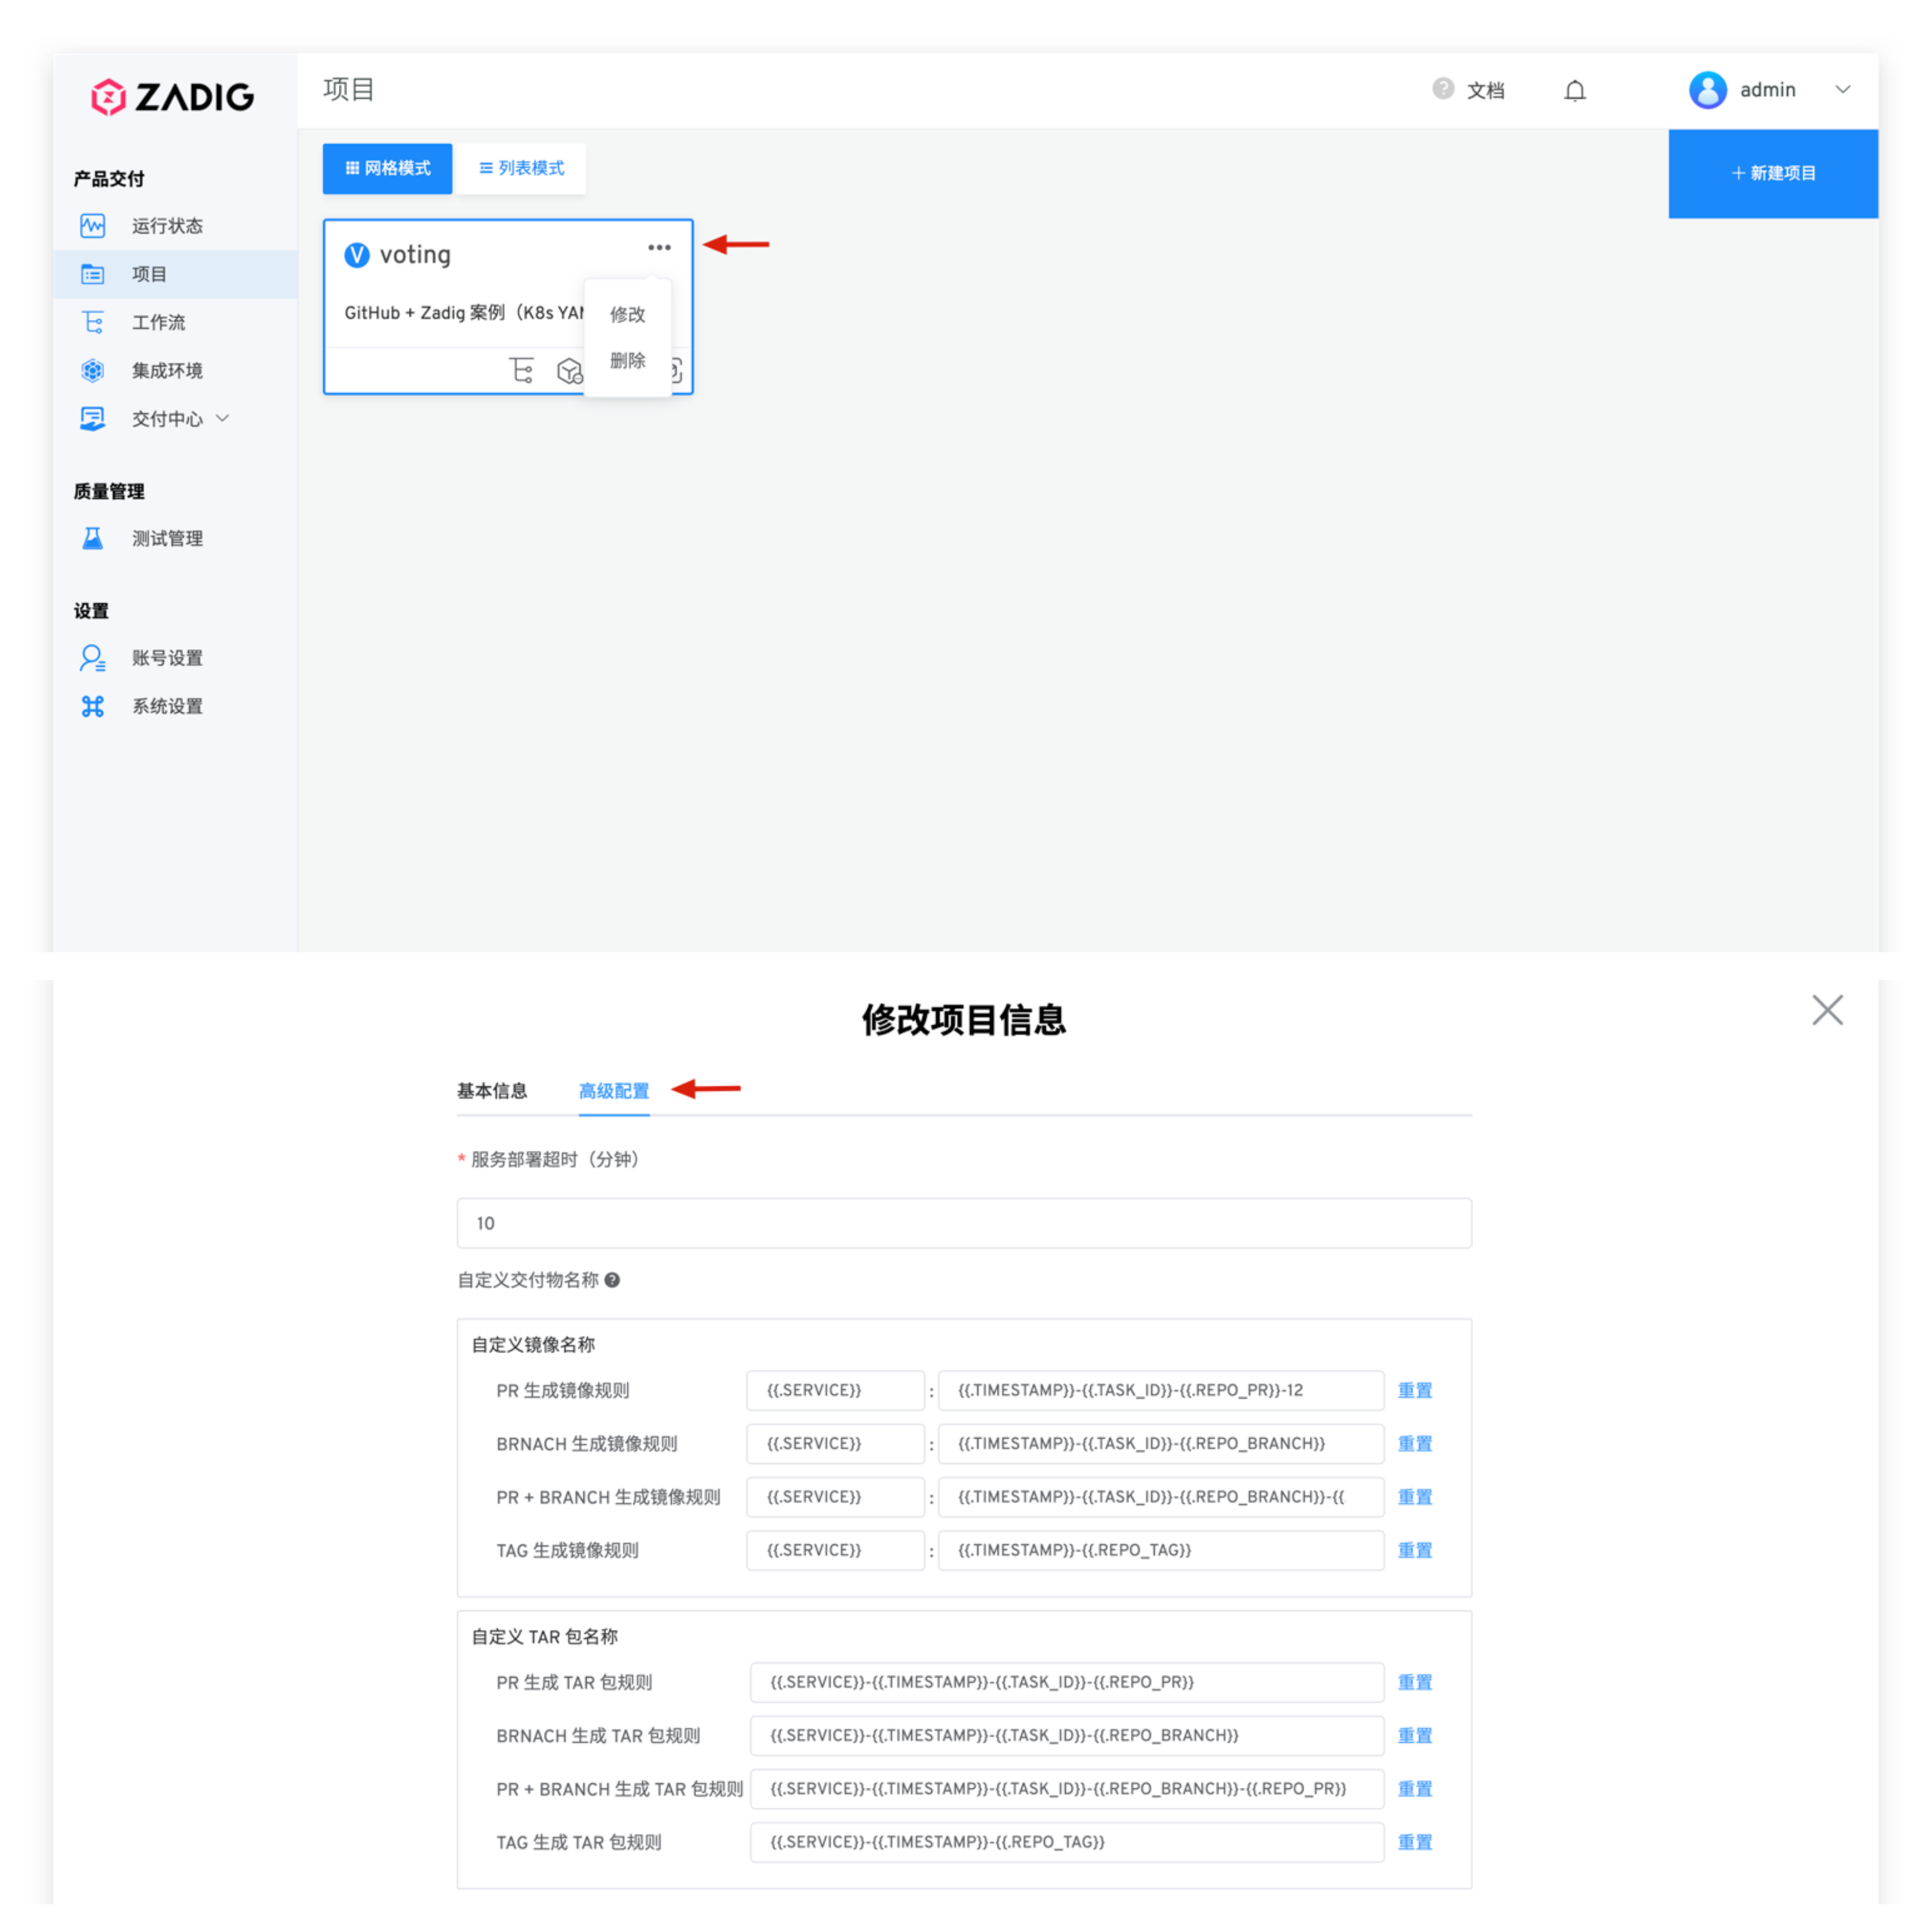 ZADIG
项目
? 文档
admin
产品交付
运行状态
项目
工作流
集成环境
交付中心
质量管理
测试管理
设置
账号设置
系统设置
网格模式
列表模式
+ 新建项目
V voting
GitHub + Zadig 案例（K8s YA
修改
删除
修改项目信息
基本信息
高级配置
* 服务部署超时（分钟）
10
自定义交付物名称 ?
自定义镜像名称
PR 生成镜像规则 {{.SERVICE}} : {{.TIMESTAMP}}-{{.TASK_ID}}-{{.REPO_PR}}-12 重置
BRNACH 生成镜像规则 {{.SERVICE}} : {{.TIMESTAMP}}-{{.TASK_ID}}-{{.REPO_BRANCH}} 重置
PR + BRANCH 生成镜像规则 {{.SERVICE}} : {{.TIMESTAMP}}-{{.TASK_ID}}-{{.REPO_BRANCH}}-{{. 重置
TAG 生成镜像规则 {{.SERVICE}} : {{.TIMESTAMP}}-{{.REPO_TAG}} 重置
自定义 TAR 包名称
PR 生成 TAR 包规则 {{.SERVICE}}-{{.TIMESTAMP}}-{{.TASK_ID}}-{{.REPO_PR}} 重置
BRNACH 生成 TAR 包规则 {{.SERVICE}}-{{.TIMESTAMP}}-{{.TASK_ID}}-{{.REPO_BRANCH}} 重置
PR + BRANCH 生成 TAR 包规则 {{.SERVICE}}-{{.TIMESTAMP}}-{{.TASK_ID}}-{{.REPO_BRANCH}}-{{.REPO_PR}} 重置
TAG 生成 TAR 包规则 {{.SERVICE}}-{{.TIMESTAMP}}-{{.REPO_TAG}} 重置